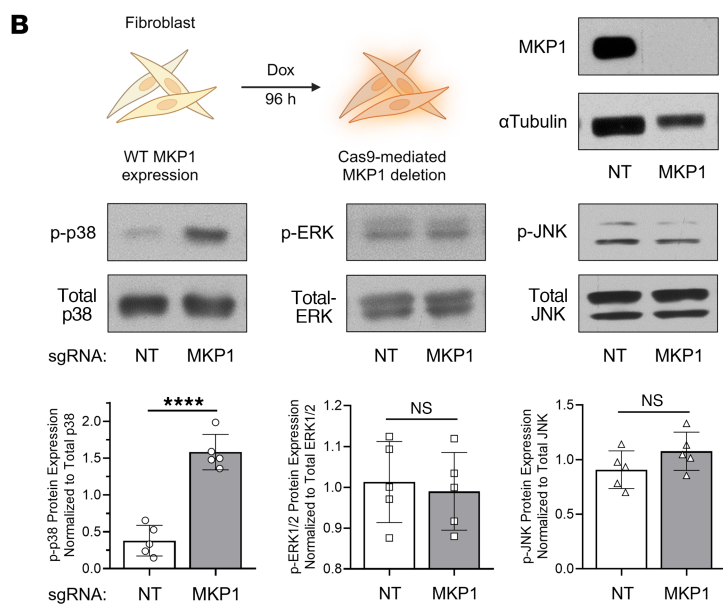 B
Fibroblast
Dox
96 h
WT MKP1
expression
Cas9-mediated
MKP1 deletion
MKP1
αTubulin
NT MKP1
p-p38
Total
p38
sgRNA: NT MKP1
p-ERK
Total-
ERK
NT MKP1
p-JNK
Total
JNK
NT MKP1
p-p38 Protein Expression
Normalized to Total p38
2.0
1.5
1.0
0.5
0.0
****
sgRNA: NT MKP1
p-ERK1/2 Protein Expression
Normalized to Total ERK1/2
1.2
1.1
1.0
0.9
0.8
NS
NT MKP1
p-JNK Protein Expression
Normalized to Total JNK
1.5
1.0
0.5
0.0
NS
NT MKP1